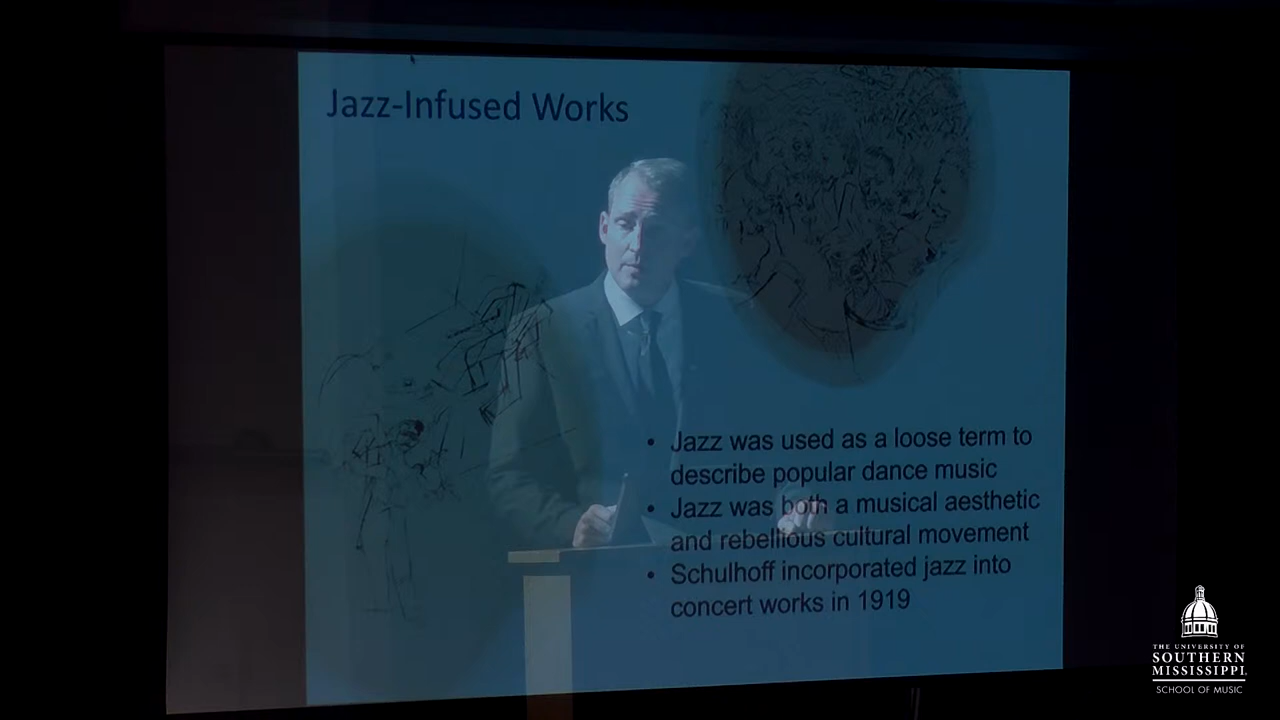 Jazz-Infused Works
• Jazz was used as a loose term to
describe popular dance music
• Jazz was both a musical aesthetic
and rebellious cultural movement
• Schulhoff incorporated jazz into
concert works in 1919
THE UNIVERSITY OF
SOUTHERN
MISSISSIPPI
SCHOOL OF MUSIC